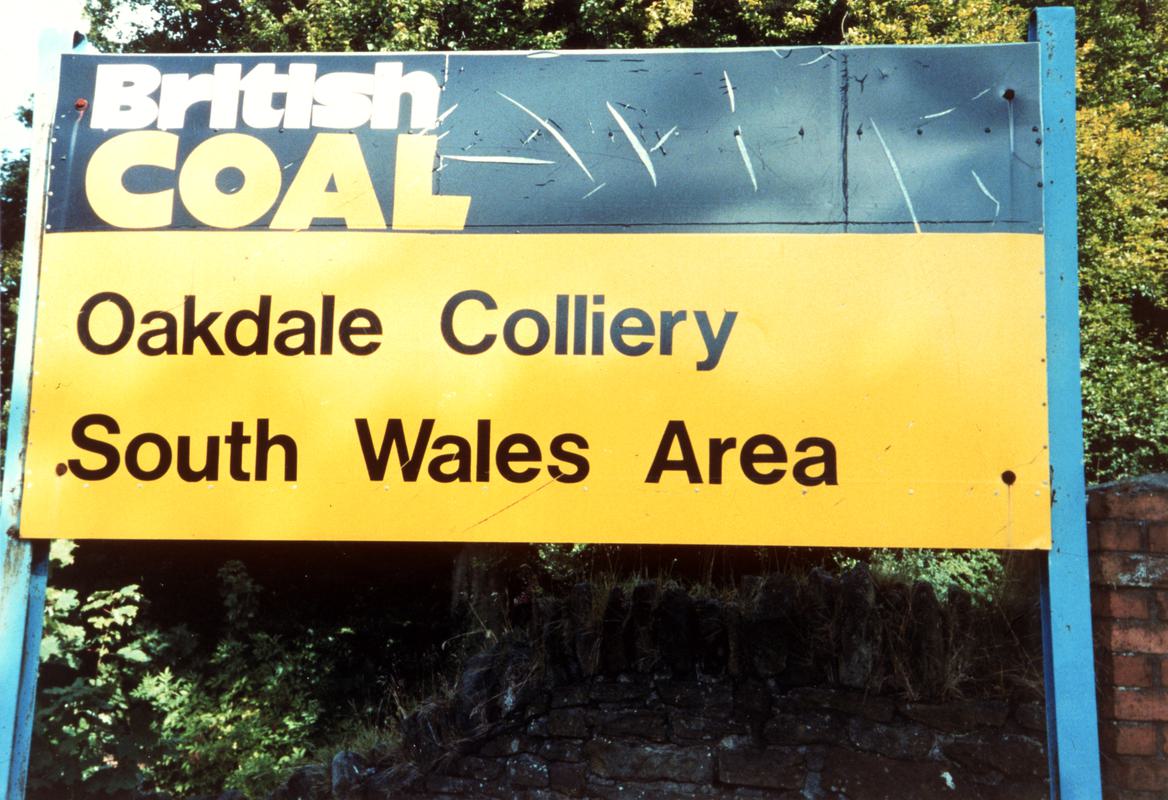 British
COAL
Oakdale Colliery
South Wales Area